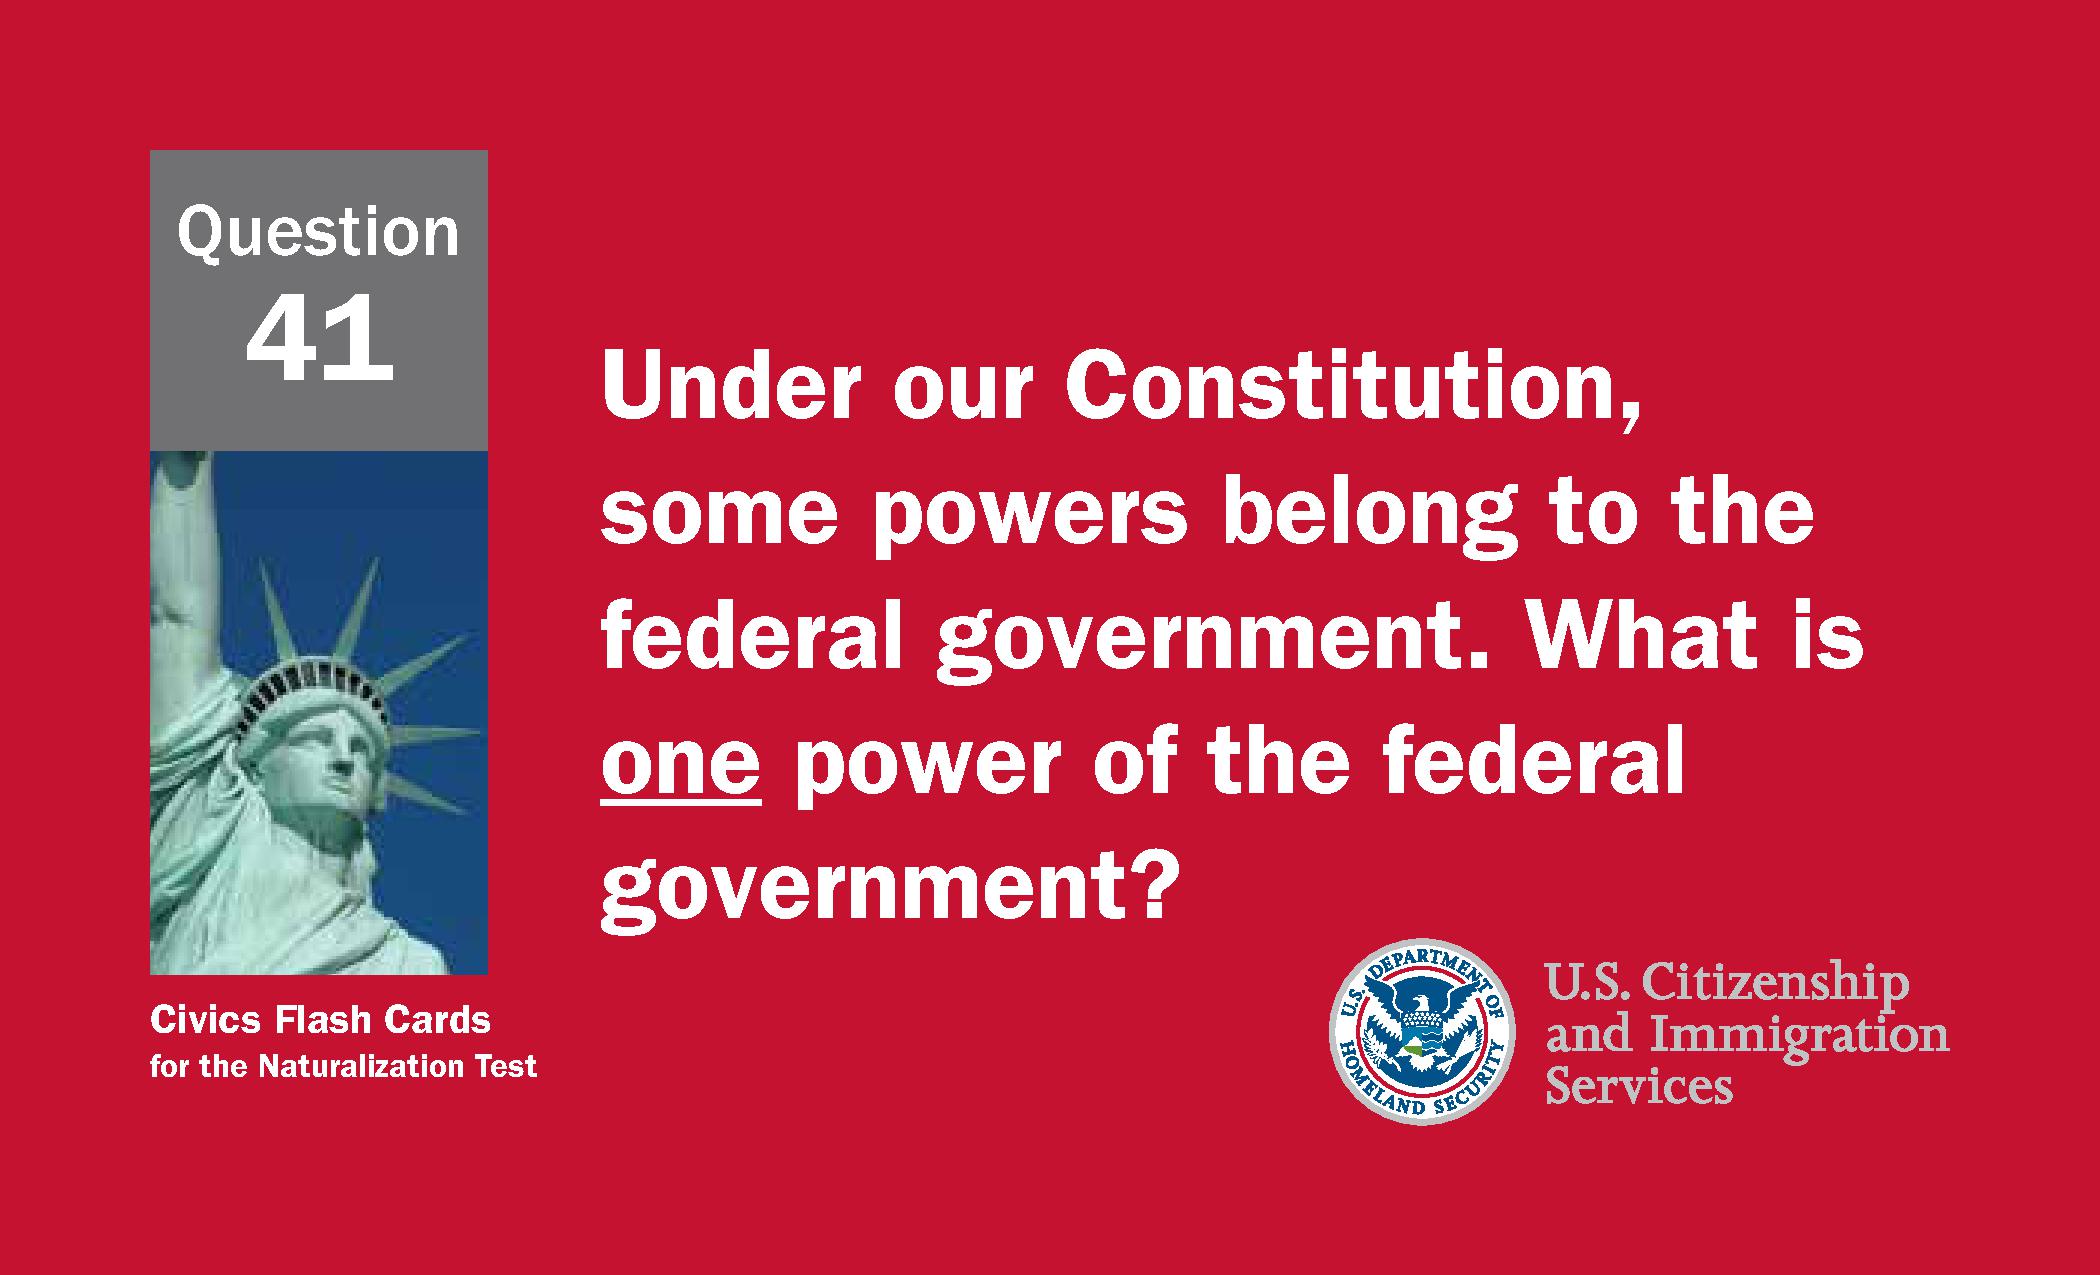 Question
41
Under our Constitution,
some powers belong to the
federal government. What is
one power of the federal
government?
Civics Flash Cards
for the Naturalization Test
U.S. DEPARTMENT OF
HOMELAND SECURITY
U.S. Citizenship
and Immigration
Services